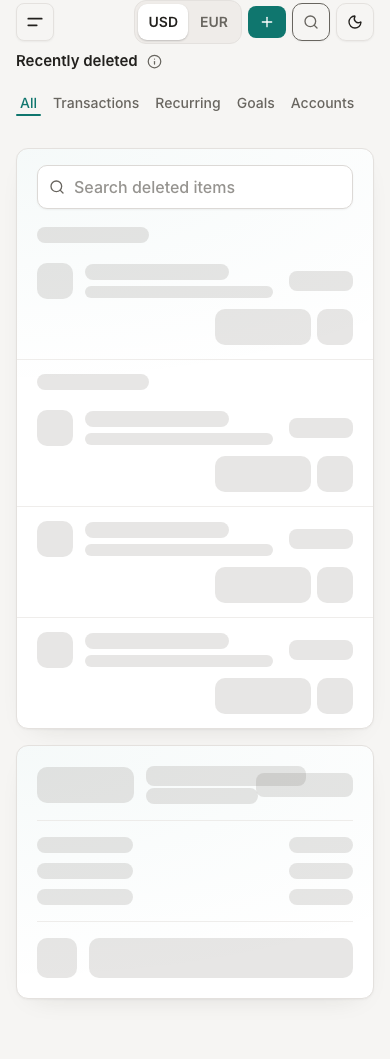 USD EUR
Recently deleted
All Transactions Recurring Goals Accounts
Search deleted items